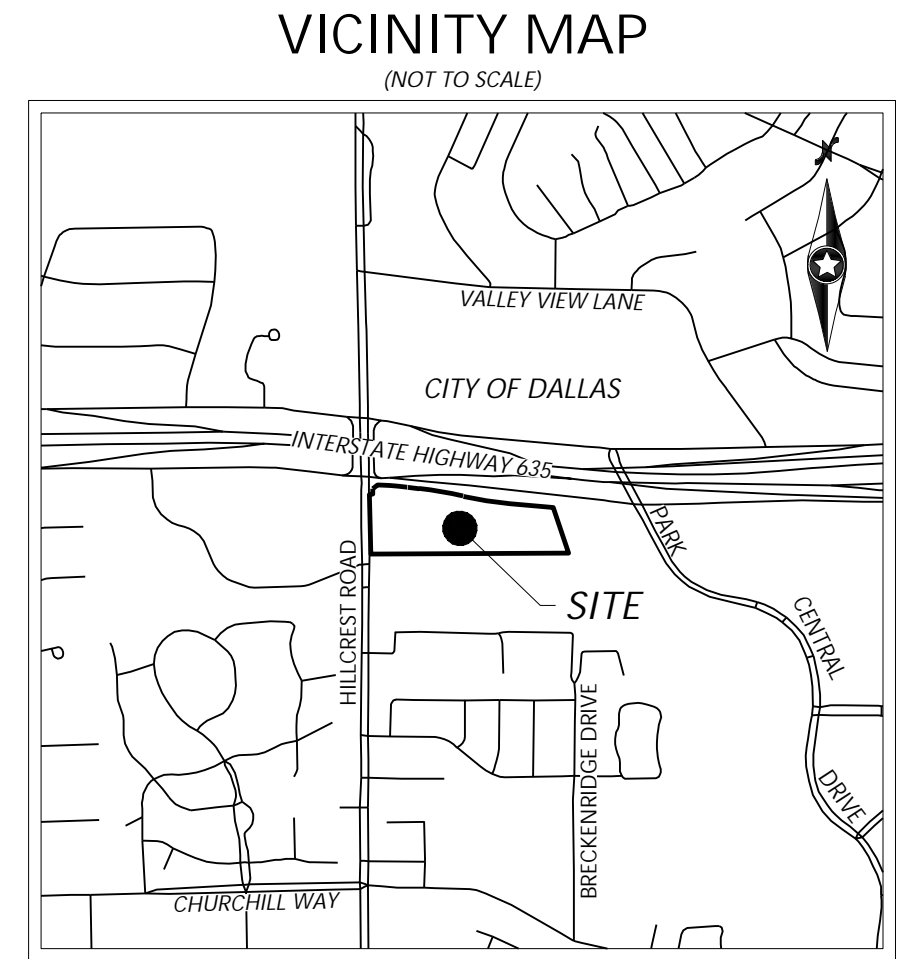 VICINITY MAP
(NOT TO SCALE)
N
VALLEY VIEW LANE
CITY OF DALLAS
INTERSTATE HIGHWAY 635
PARK
CENTRAL
DRIVE
SITE
HILLCREST ROAD
BRECKENRIDGE DRIVE
CHURCHILL WAY